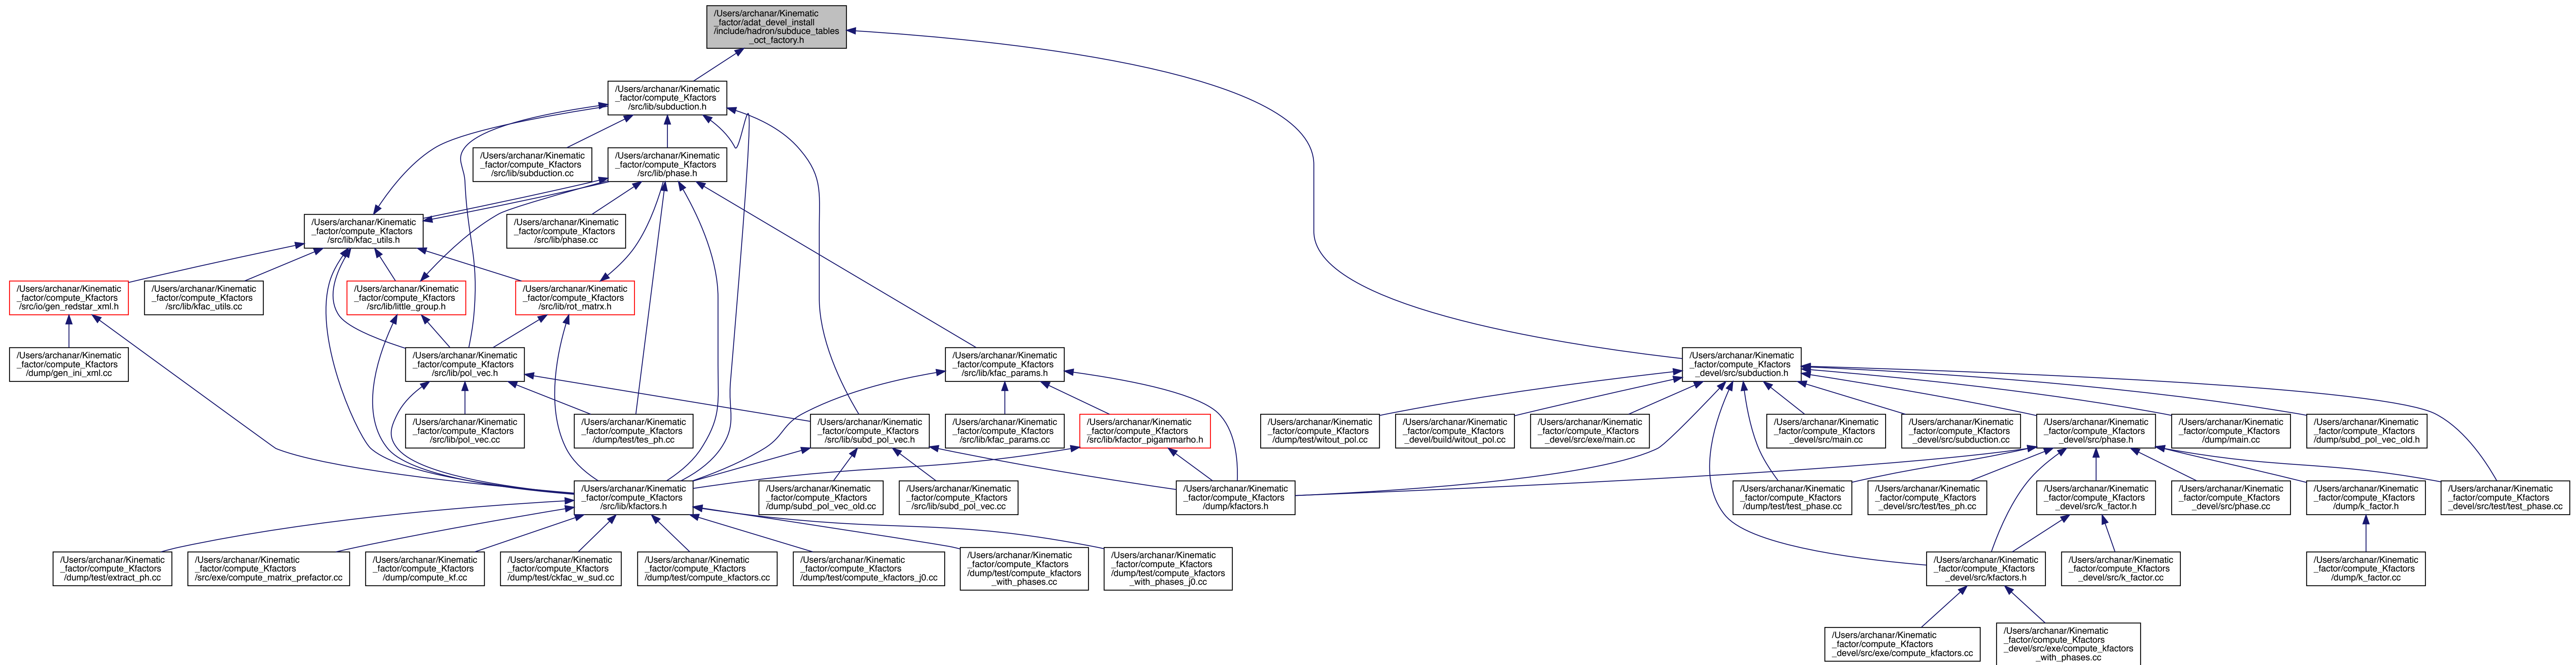 /Users/archanar/Kinematic
_factor/adat_devel_install
/include/hadron/subduce_tables
_oct_factory.h
/Users/archanar/Kinematic
_factor/compute_Kfactors
/src/lib/subduction.h
/Users/archanar/Kinematic
_factor/compute_Kfactors
/src/lib/subduction.cc
/Users/archanar/Kinematic
_factor/compute_Kfactors
/src/lib/phase.h
/Users/archanar/Kinematic
_factor/compute_Kfactors
/src/lib/kfac_utils.h
/Users/archanar/Kinematic
_factor/compute_Kfactors
/src/lib/phase.cc
/Users/archanar/Kinematic
_factor/compute_Kfactors
/src/io/gen_redstar_xml.h
/Users/archanar/Kinematic
_factor/compute_Kfactors
/src/lib/kfac_utils.cc
/Users/archanar/Kinematic
_factor/compute_Kfactors
/src/lib/little_group.h
/Users/archanar/Kinematic
_factor/compute_Kfactors
/src/lib/rot_matrx.h
/Users/archanar/Kinematic
_factor/compute_Kfactors
/dump/gen_ini_xml.cc
/Users/archanar/Kinematic
_factor/compute_Kfactors
/src/lib/pol_vec.h
/Users/archanar/Kinematic
_factor/compute_Kfactors
/src/lib/kfac_params.h
/Users/archanar/Kinematic
_factor/compute_Kfactors
_devel/src/subduction.h
/Users/archanar/Kinematic
_factor/compute_Kfactors
/src/lib/pol_vec.cc
/Users/archanar/Kinematic
_factor/compute_Kfactors
/dump/test/tes_ph.cc
/Users/archanar/Kinematic
_factor/compute_Kfactors
/src/lib/subd_pol_vec.h
/Users/archanar/Kinematic
_factor/compute_Kfactors
/src/lib/kfac_params.cc
/Users/archanar/Kinematic
_factor/compute_Kfactors
/src/lib/kfactor_pigammarho.h
/Users/archanar/Kinematic
_factor/compute_Kfactors
/dump/test/witout_pol.cc
/Users/archanar/Kinematic
_factor/compute_Kfactors
_devel/build/witout_pol.cc
/Users/archanar/Kinematic
_factor/compute_Kfactors
_devel/src/exe/main.cc
/Users/archanar/Kinematic
_factor/compute_Kfactors
_devel/src/main.cc
/Users/archanar/Kinematic
_factor/compute_Kfactors
_devel/src/subduction.cc
/Users/archanar/Kinematic
_factor/compute_Kfactors
_devel/src/phase.h
/Users/archanar/Kinematic
_factor/compute_Kfactors
/dump/main.cc
/Users/archanar/Kinematic
_factor/compute_Kfactors
/dump/subd_pol_vec_old.h
/Users/archanar/Kinematic
_factor/compute_Kfactors
/src/lib/kfactors.h
/Users/archanar/Kinematic
_factor/compute_Kfactors
/dump/subd_pol_vec_old.cc
/Users/archanar/Kinematic
_factor/compute_Kfactors
/src/lib/subd_pol_vec.cc
/Users/archanar/Kinematic
_factor/compute_Kfactors
/dump/kfactors.h
/Users/archanar/Kinematic
_factor/compute_Kfactors
/dump/test/test_phase.cc
/Users/archanar/Kinematic
_factor/compute_Kfactors
_devel/src/test/tes_ph.cc
/Users/archanar/Kinematic
_factor/compute_Kfactors
_devel/src/k_factor.h
/Users/archanar/Kinematic
_factor/compute_Kfactors
_devel/src/phase.cc
/Users/archanar/Kinematic
_factor/compute_Kfactors
/dump/k_factor.h
/Users/archanar/Kinematic
_factor/compute_Kfactors
_devel/src/test/test_phase.cc
/Users/archanar/Kinematic
_factor/compute_Kfactors
/dump/test/extract_ph.cc
/Users/archanar/Kinematic
_factor/compute_Kfactors
/src/exe/compute_matrix_prefactor.cc
/Users/archanar/Kinematic
_factor/compute_Kfactors
/dump/compute_kf.cc
/Users/archanar/Kinematic
_factor/compute_Kfactors
/dump/test/ckfac_w_sud.cc
/Users/archanar/Kinematic
_factor/compute_Kfactors
/dump/test/compute_kfactors.cc
/Users/archanar/Kinematic
_factor/compute_Kfactors
/dump/test/compute_kfactors_j0.cc
/Users/archanar/Kinematic
_factor/compute_Kfactors
/dump/test/compute_kfactors
_with_phases.cc
/Users/archanar/Kinematic
_factor/compute_Kfactors
/dump/test/compute_kfactors
_with_phases_j0.cc
/Users/archanar/Kinematic
_factor/compute_Kfactors
_devel/src/kfactors.h
/Users/archanar/Kinematic
_factor/compute_Kfactors
_devel/src/k_factor.cc
/Users/archanar/Kinematic
_factor/compute_Kfactors
/dump/k_factor.cc
/Users/archanar/Kinematic
_factor/compute_Kfactors
_devel/src/exe/compute_kfactors.cc
/Users/archanar/Kinematic
_factor/compute_Kfactors
_devel/src/exe/compute_kfactors
_with_phases.cc